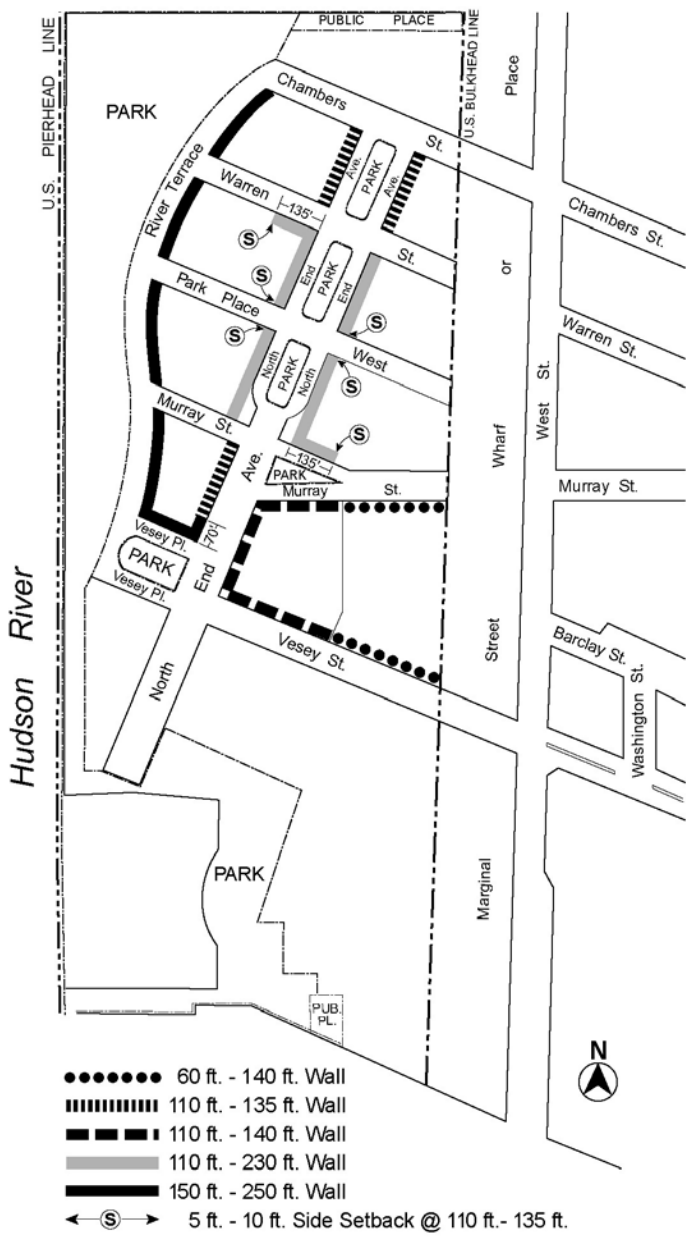 U.S. PIERHEAD LINE
PUBLIC PLACE
U.S. BULKHEAD LINE
Place
PARK
Chambers
St.
Ave.
PARK
Ave.
River Terrace
Warren
St.
Chambers St.
135'
S
S
End
PARK
End
or
Park Place
S
S
West
Warren St.
North
PARK
North
S
West St.
Murray St.
S
Wharf
135'
Ave.
PARK
Murray St.
Murray St.
70'
Vesey Pl.
PARK
Vesey Pl.
End
Hudson River
Vesey St.
Street
Barclay St.
North
Washington St.
PARK
Marginal
PUB.
PL.
N
60 ft. - 140 ft. Wall
110 ft. - 135 ft. Wall
110 ft. - 140 ft. Wall
110 ft. - 230 ft. Wall
150 ft. - 250 ft. Wall
S 5 ft. - 10 ft. Side Setback @ 110 ft.- 135 ft.